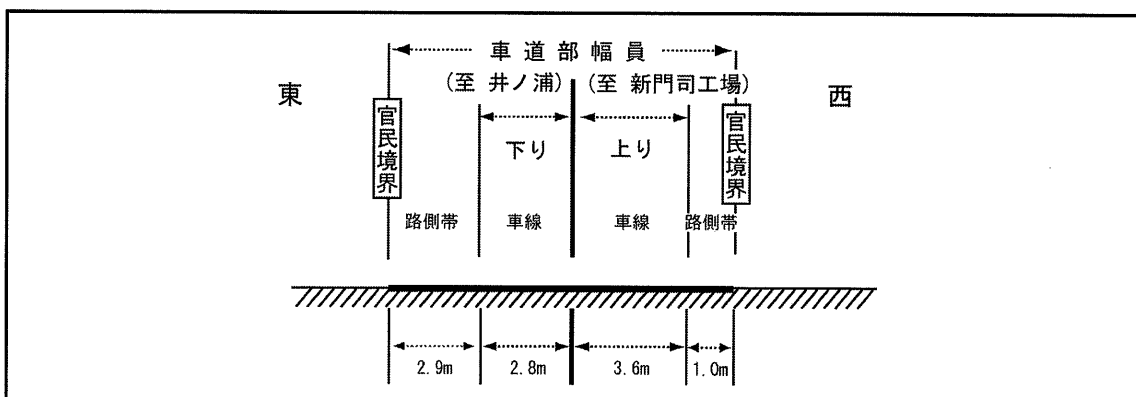 車道部幅員
(至 井ノ浦)
(至 新門司工場)
東
西
官民境界
官民境界
下り
上り
路側帯
車線
車線
路側帯
2.9m
2.8m
3.6m
1.0m